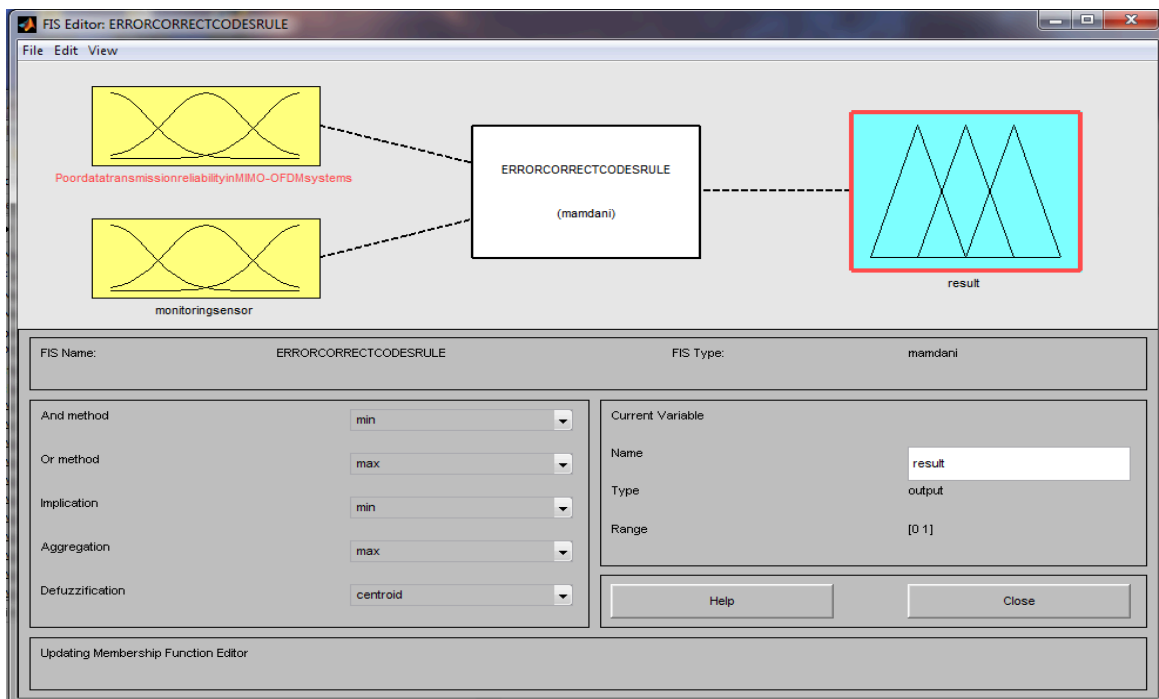 FIS Editor: ERRORCORRECTCODESRULE
File Edit View
PoordatatransmissionreliabilityinMIMO-OFDMsystems
monitoringsensor
ERRORCORRECTCODESRULE
(mamdani)
result
FIS Name: ERRORCORRECTCODESRULE FIS Type: mamdani
And method min
Or method max
Implication min
Aggregation max
Defuzzification centroid
Current Variable
Name result
Type output
Range [0 1]
Help Close
Updating Membership Function Editor